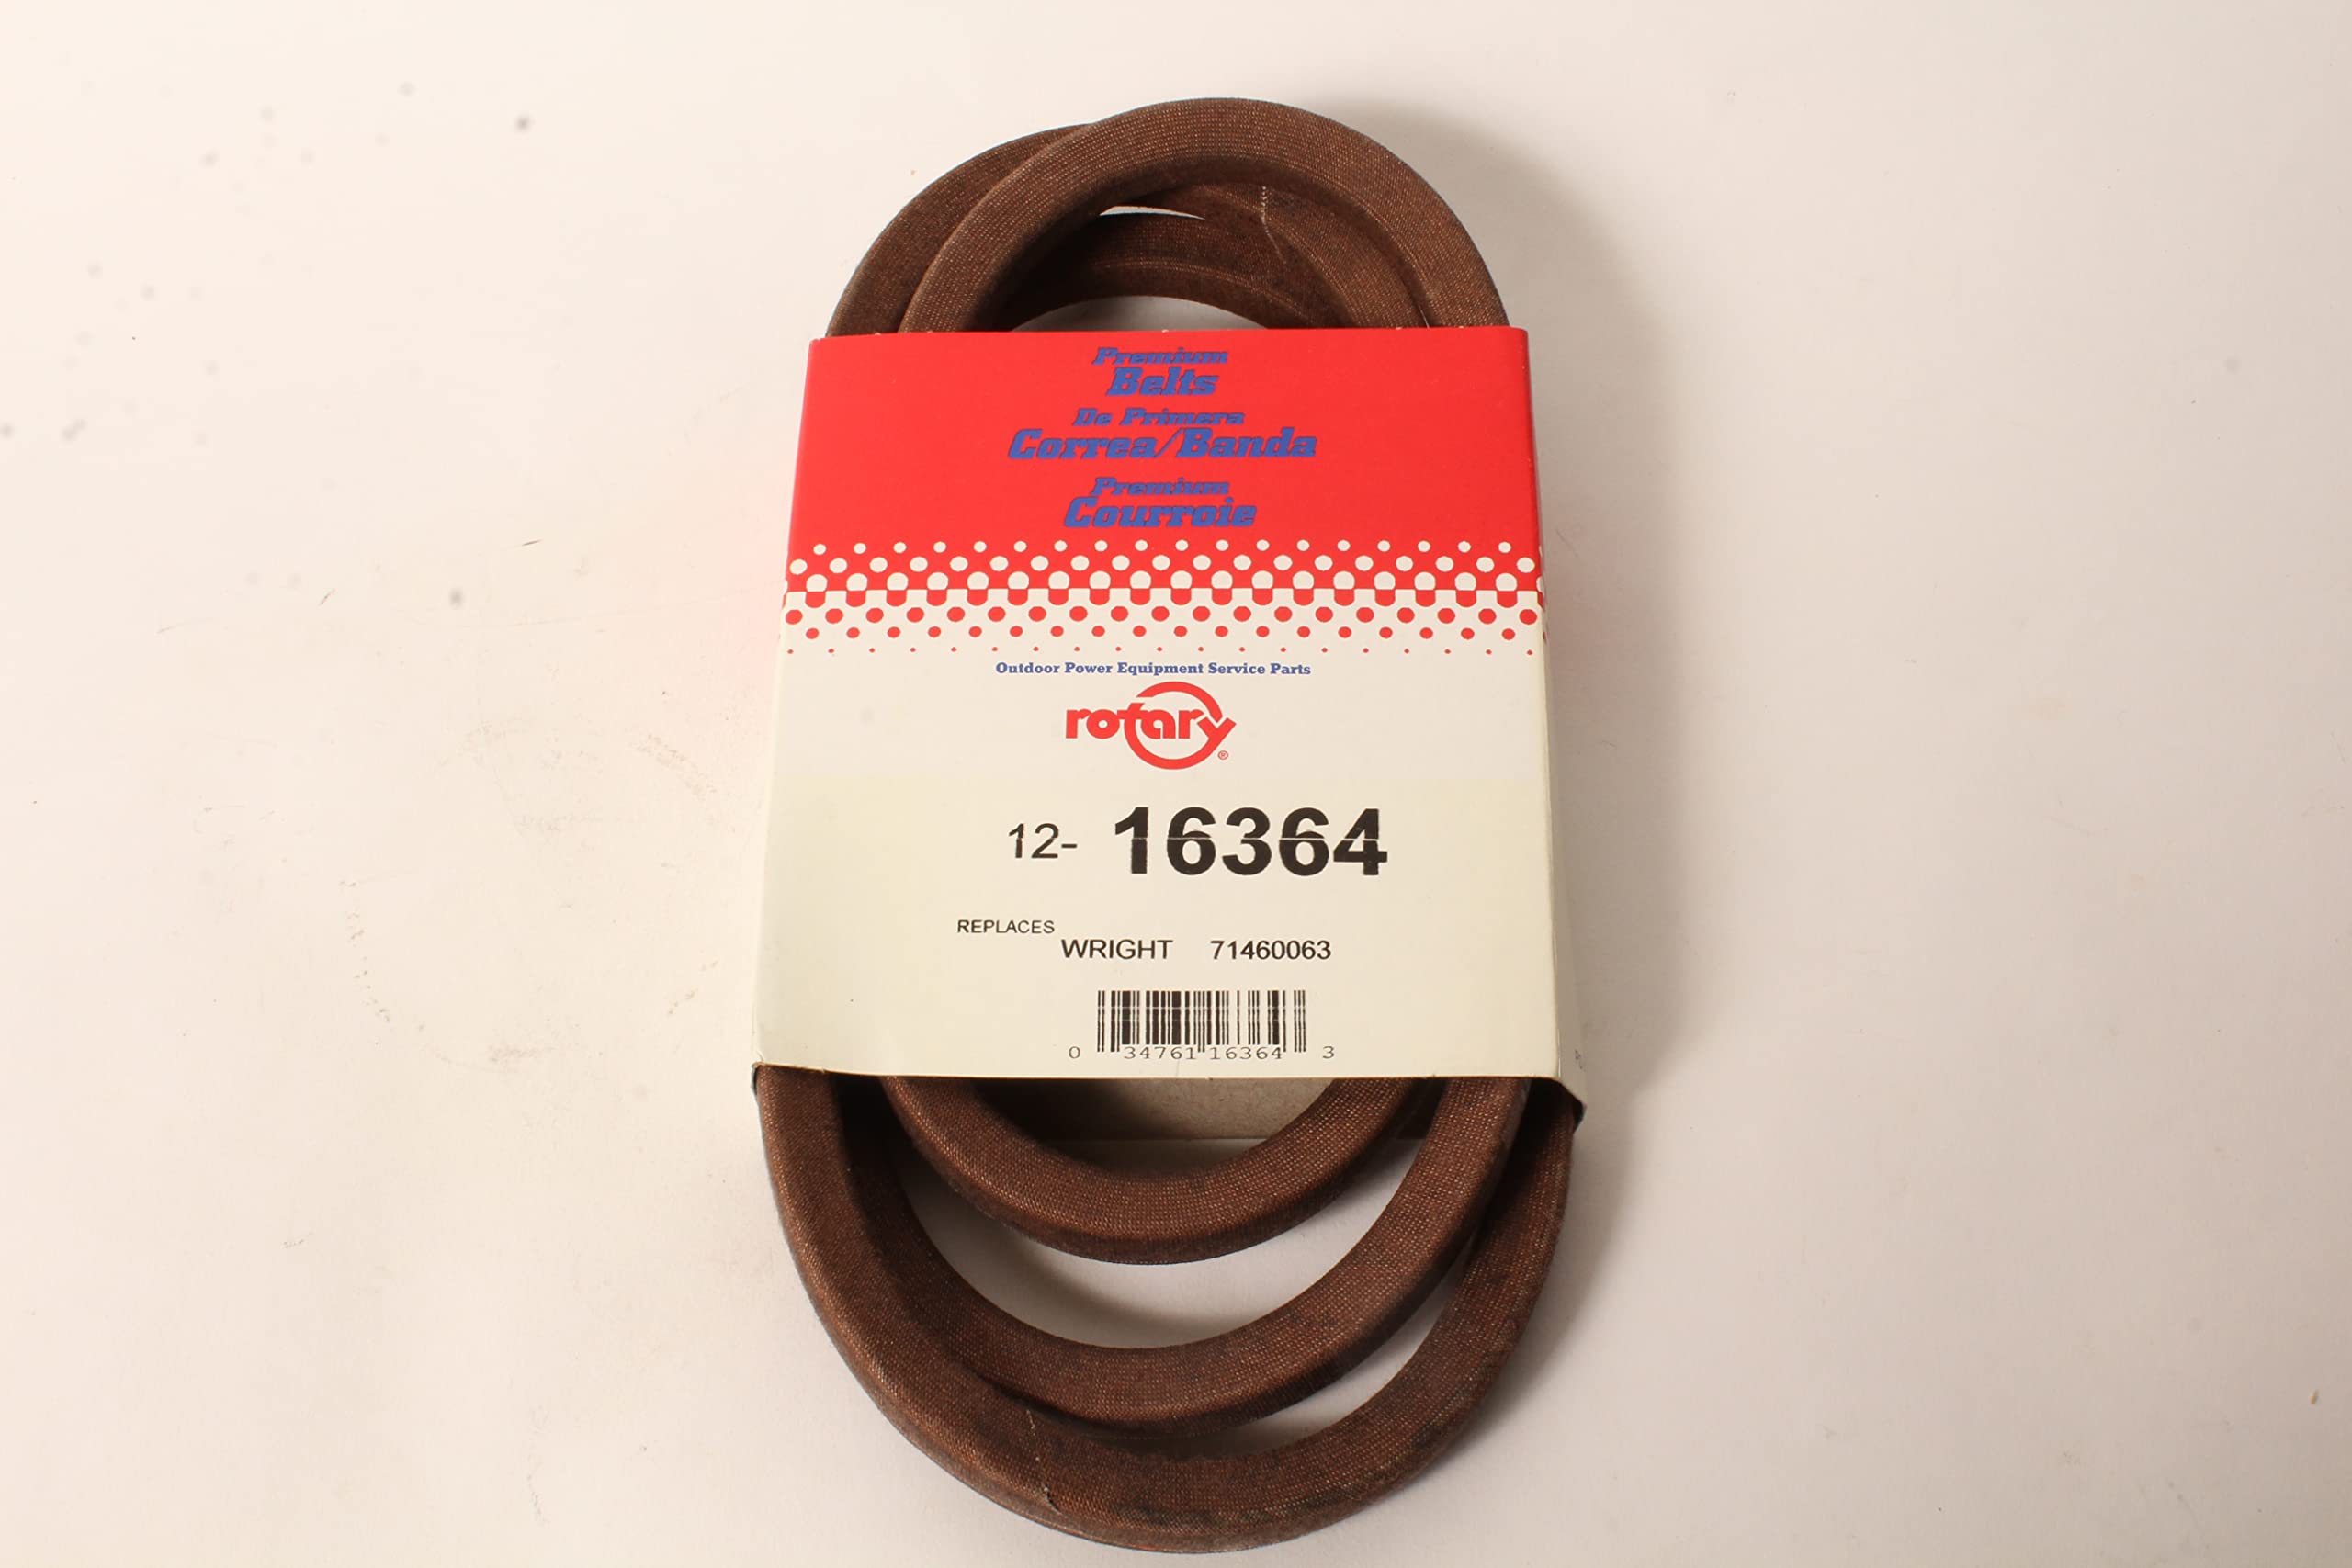 Premium
Belts
De Primera
Correa/Banda
Premium
Courroie
Outdoor Power Equipment Service Parts
rotary®
12- 16364
REPLACES
WRIGHT 71460063
0 34761 16364 3